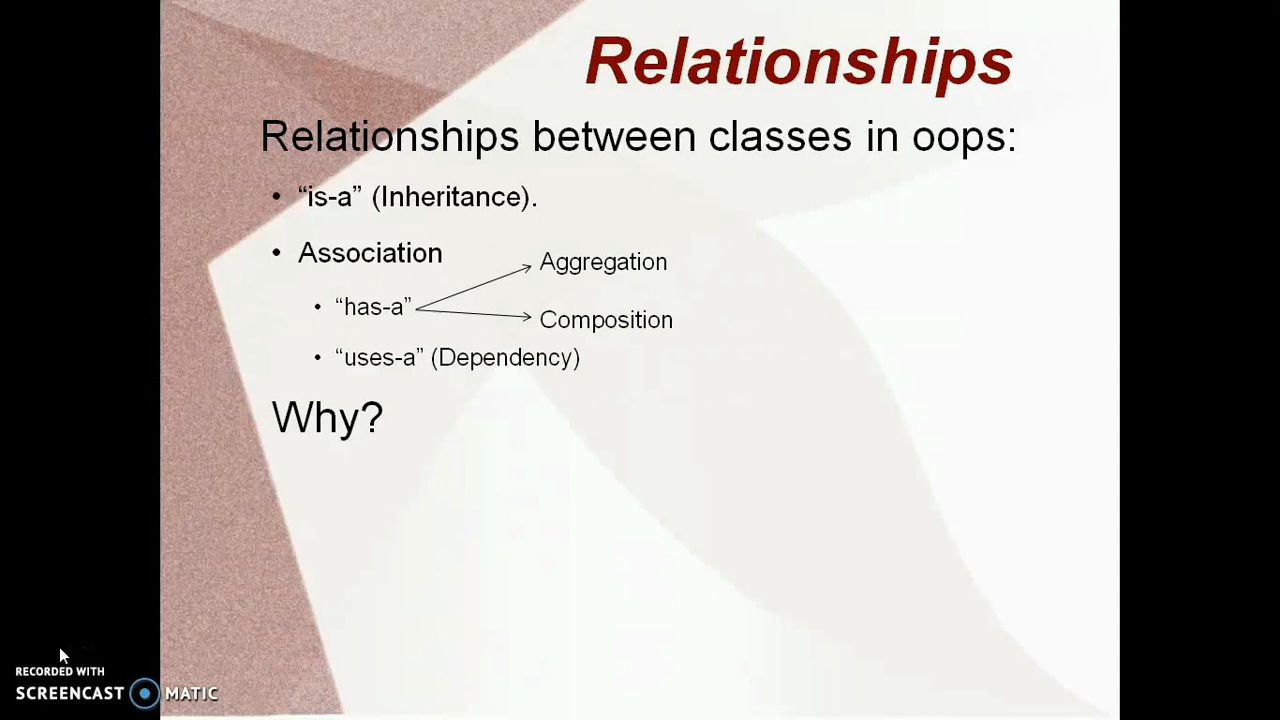 Relationships
Relationships between classes in oops:
• “is-a” (Inheritance).
• Association
Aggregation
• “has-a”
Composition
• “uses-a” (Dependency)
Why?
RECORDED WITH
SCREENCAST MATIC